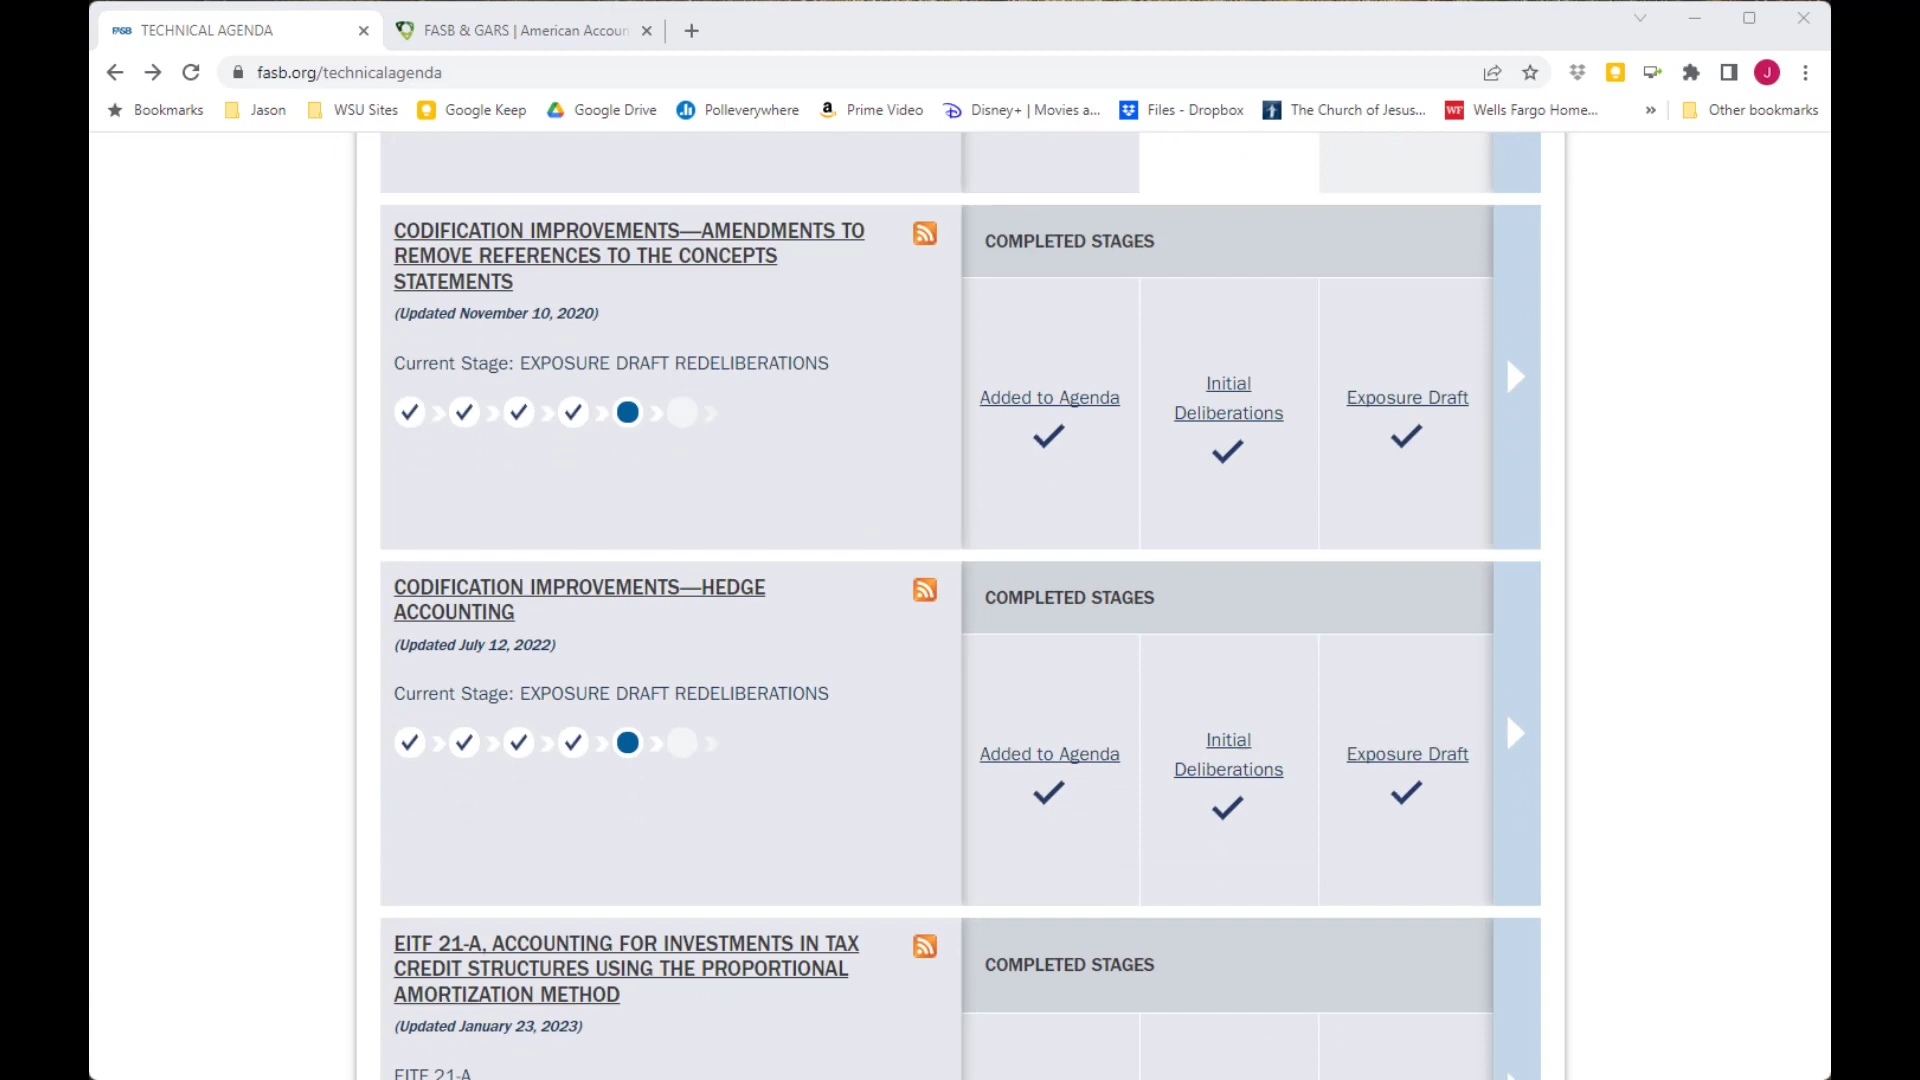 FASB TECHNICAL AGENDA
FASB & GARS | American Accoun
fasb.org/technicalagenda
J
Bookmarks Jason WSU Sites Google Keep Google Drive Polleverywhere a Prime Video Disney+ | Movies a... Files - Dropbox The Church of Jesus... WF Wells Fargo Home... » Other bookmarks
CODIFICATION IMPROVEMENTS—AMENDMENTS TO
REMOVE REFERENCES TO THE CONCEPTS
STATEMENTS
(Updated November 10, 2020)
Current Stage: EXPOSURE DRAFT REDELIBERATIONS
COMPLETED STAGES
Added to Agenda
Initial
Deliberations
Exposure Draft
CODIFICATION IMPROVEMENTS—HEDGE
ACCOUNTING
(Updated July 12, 2022)
Current Stage: EXPOSURE DRAFT REDELIBERATIONS
COMPLETED STAGES
Added to Agenda
Initial
Deliberations
Exposure Draft
EITF 21-A, ACCOUNTING FOR INVESTMENTS IN TAX
CREDIT STRUCTURES USING THE PROPORTIONAL
AMORTIZATION METHOD
(Updated January 23, 2023)
EITF 21-A
COMPLETED STAGES